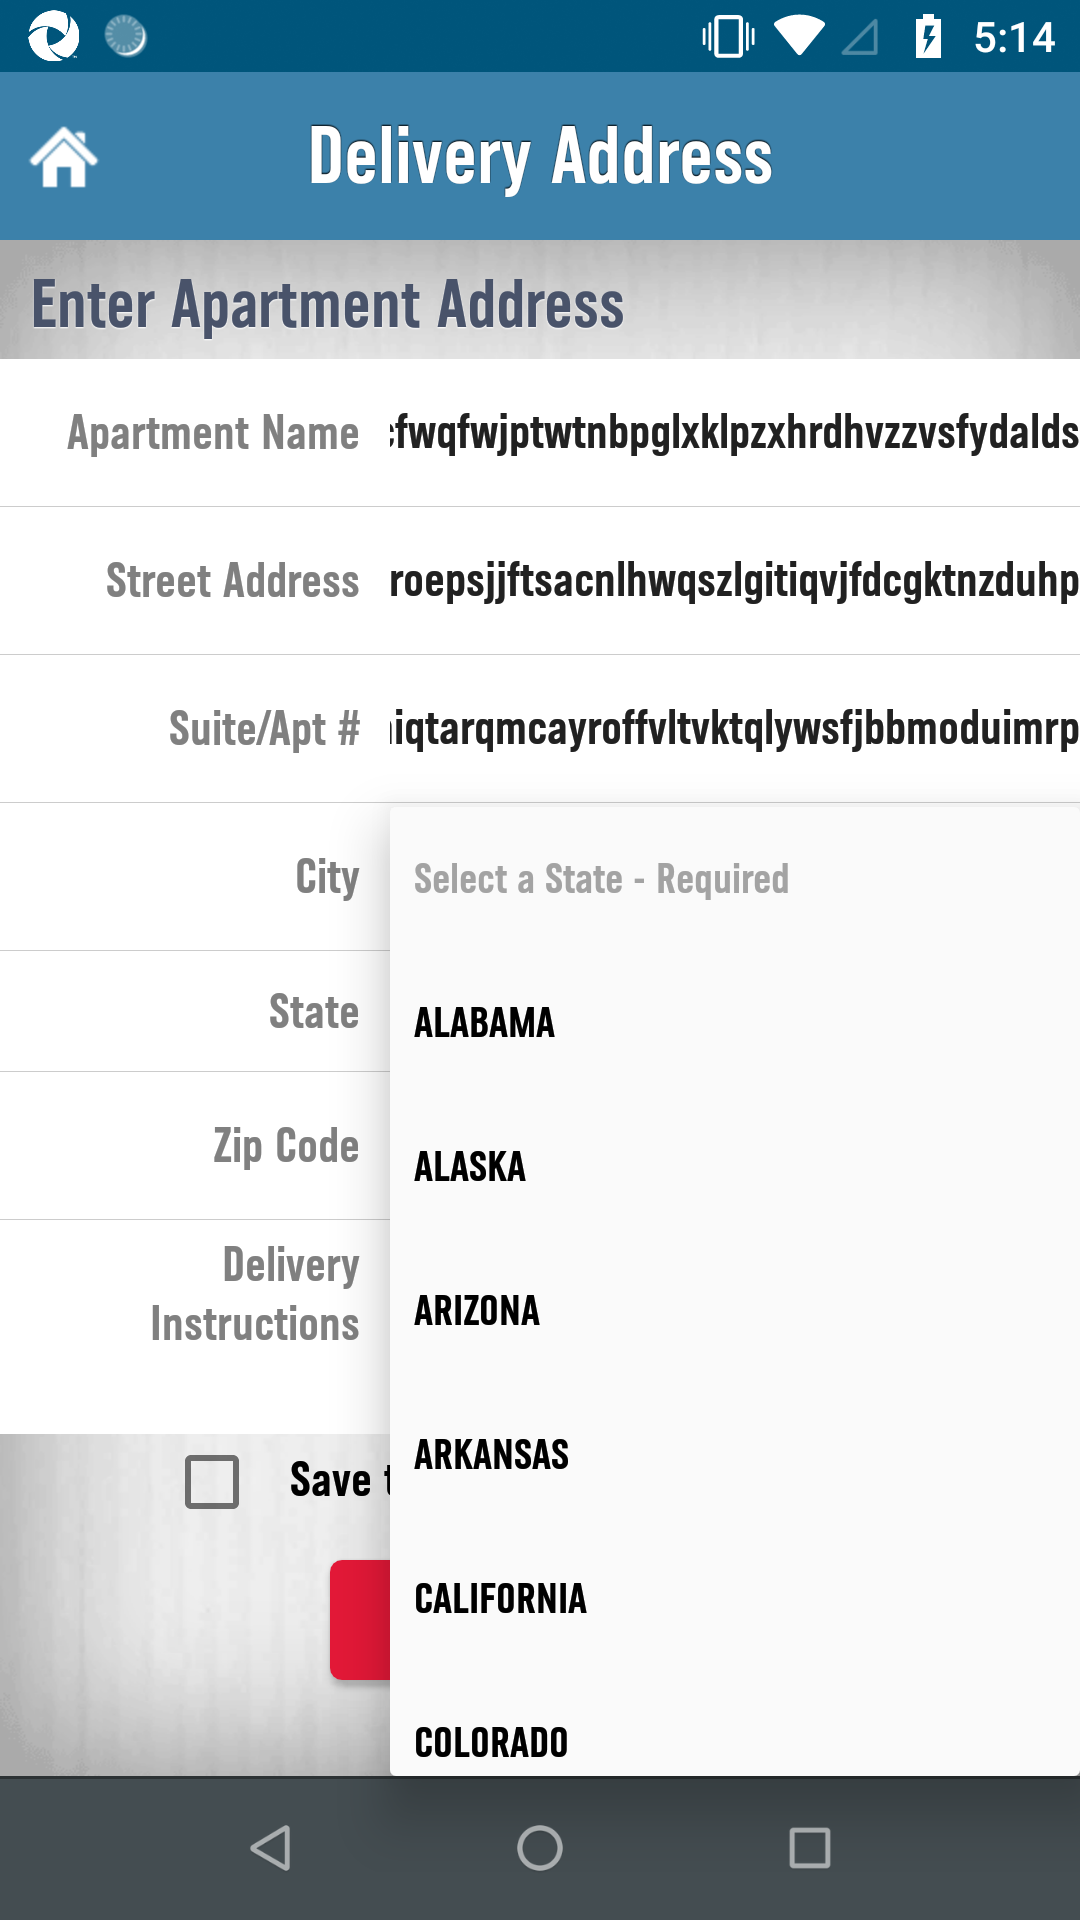 5:14
Delivery Address
Enter Apartment Address
Apartment Name cfwqfwjptwtnbpglxklpzxhrdhvzzvsfydalds
Street Address roepsjjftsacnlhwqszlgitiqvjfdcgktnzduhp
Suite/Apt # iqtarqmcayroffvltvktqlywsfjbbmoduimrp
City
Select a State - Required
State
ALABAMA
Zip Code
ALASKA
Delivery
Instructions
ARIZONA
ARKANSAS
Save
CALIFORNIA
COLORADO